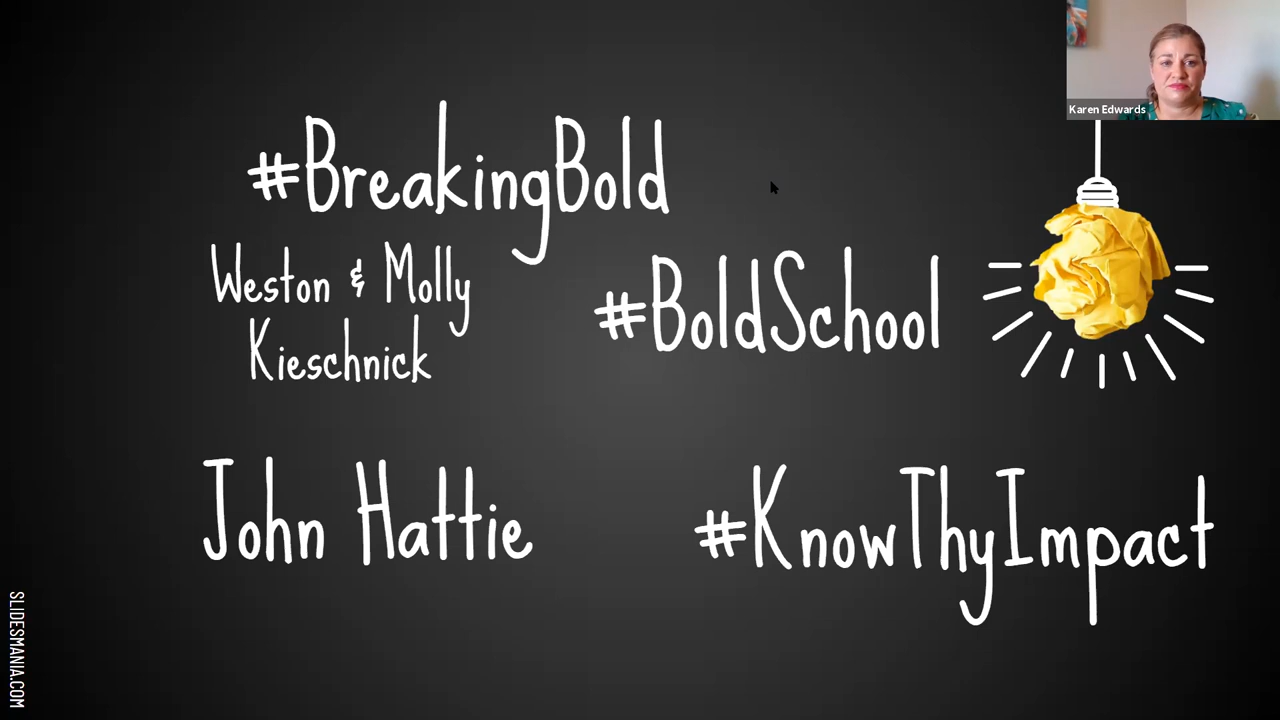 Karen Edwards
#BreakingBold
Weston & Molly
Kieschnick
#BoldSchool
John Hattie
#KnowThyImpact
SLIDESMANIA.COM